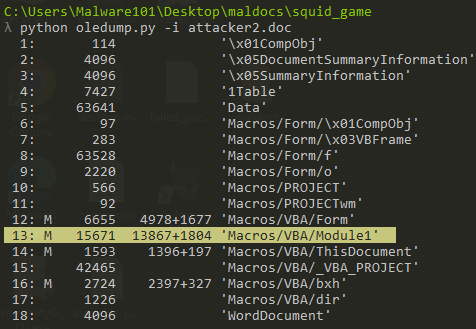 C:\Users\Malware101\Desktop\maldocs\squid_game
λ python oledump.py -i attacker2.doc
1: 114 '\x01CompObj'
2: 4096 '\x05DocumentSummaryInformation'
3: 4096 '\x05SummaryInformation'
4: 7427 '1Table'
5: 63641 'Data'
6: 97 'Macros/Form/\x01CompObj'
7: 283 'Macros/Form/\x03VBFrame'
8: 63528 'Macros/Form/f'
9: 2220 'Macros/Form/o'
10: 566 'Macros/PROJECT'
11: 92 'Macros/PROJECTwm'
12: M 6655 4978+1677 'Macros/VBA/Form'
13: M 15671 13867+1804 'Macros/VBA/Module1'
14: M 1593 1396+197 'Macros/VBA/ThisDocument'
15: 42465 'Macros/VBA/_VBA_PROJECT'
16: M 2724 2397+327 'Macros/VBA/bxh'
17: 1226 'Macros/VBA/dir'
18: 4096 'WordDocument'